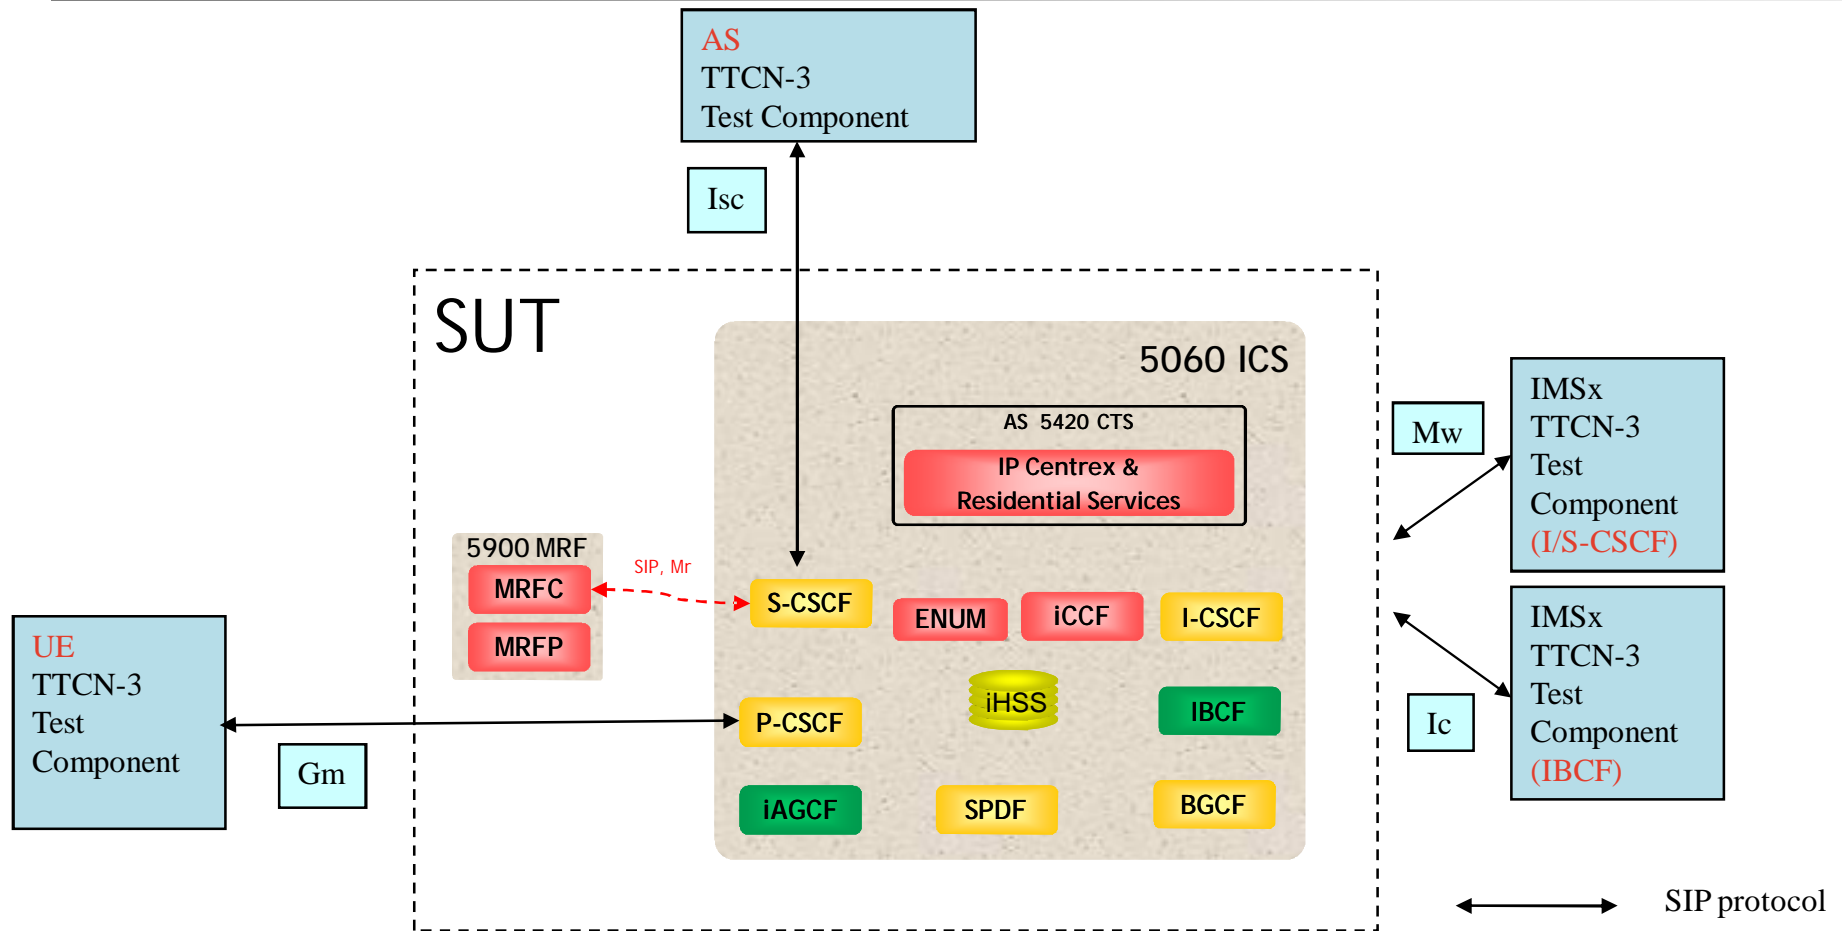 AS
TTCN-3
Test Component
Isc
SUT
5060 ICS
AS 5420 CTS
IP Centrex &
Residential Services
5900 MRF
MRFC
MRFP
SIP, Mr
S-CSCF
ENUM
iCCF
I-CSCF
iHSS
P-CSCF
IBCF
iAGCF
SPDF
BGCF
UE
TTCN-3
Test
Component
Gm
Mw
IMSx
TTCN-3
Test
Component
(I/S-CSCF)
Ic
IMSx
TTCN-3
Test
Component
(IBCF)
SIP protocol